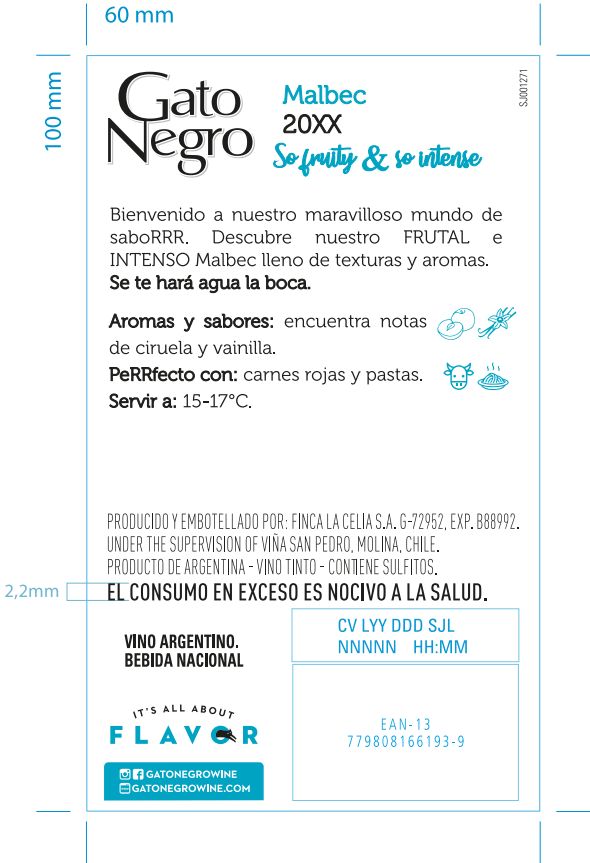 60 mm
100 mm
SJ001271
Gato
Negro
Malbec
20XX
So fruity & so intense
Bienvenido a nuestro maravilloso mundo de
saboRRR. Descubre nuestro FRUTAL e
INTENSO Malbec lleno de texturas y aromas.
Se te hará agua la boca.
Aromas y sabores: encuentra notas
de ciruela y vainilla.
PeRRfecto con: carnes rojas y pastas.
Servir a: 15-17°C.
PRODUCIDO Y EMBOTELLADO POR: FINCA LA CELIA S.A. G-72952, EXP. B88992.
UNDER THE SUPERVISION OF VIÑA SAN PEDRO, MOLINA, CHILE.
PRODUCTO DE ARGENTINA - VINO TINTO - CONTIENE SULFITOS.
2,2mm
EL CONSUMO EN EXCESO ES NOCIVO A LA SALUD.
VINO ARGENTINO.
BEBIDA NACIONAL
CV LYY DDD SJL
NNNNN HH:MM
IT'S ALL ABOUT
FLAVOR
GATONEGROWINE
GATONEGROWINE.COM
EAN-13
779808166193-9